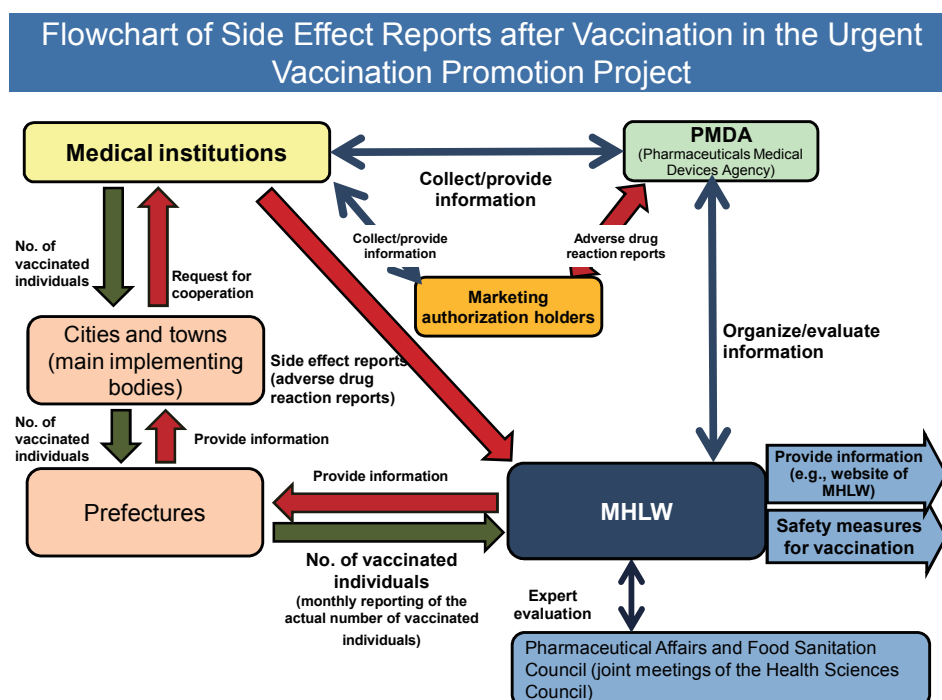 Flowchart of Side Effect Reports after Vaccination in the Urgent
Vaccination Promotion Project
Medical institutions
PMDA
(Pharmaceuticals Medical
Devices Agency)
Collect/provide
information
No. of
vaccinated
individuals
Request for
cooperation
Collect/provide
information
Adverse drug
reaction reports
Marketing
authorization holders
Cities and towns
(main implementing
bodies)
Side effect reports
(adverse drug
reaction reports)
Organize/evaluate
information
No. of
vaccinated
individuals
Provide information
Prefectures
Provide information
MHLW
Provide information
(e.g., website of
MHLW)
Safety measures
for vaccination
No. of vaccinated
individuals
(monthly reporting of the
actual number of vaccinated
individuals)
Expert
evaluation
Pharmaceutical Affairs and Food Sanitation
Council (joint meetings of the Health Sciences
Council)